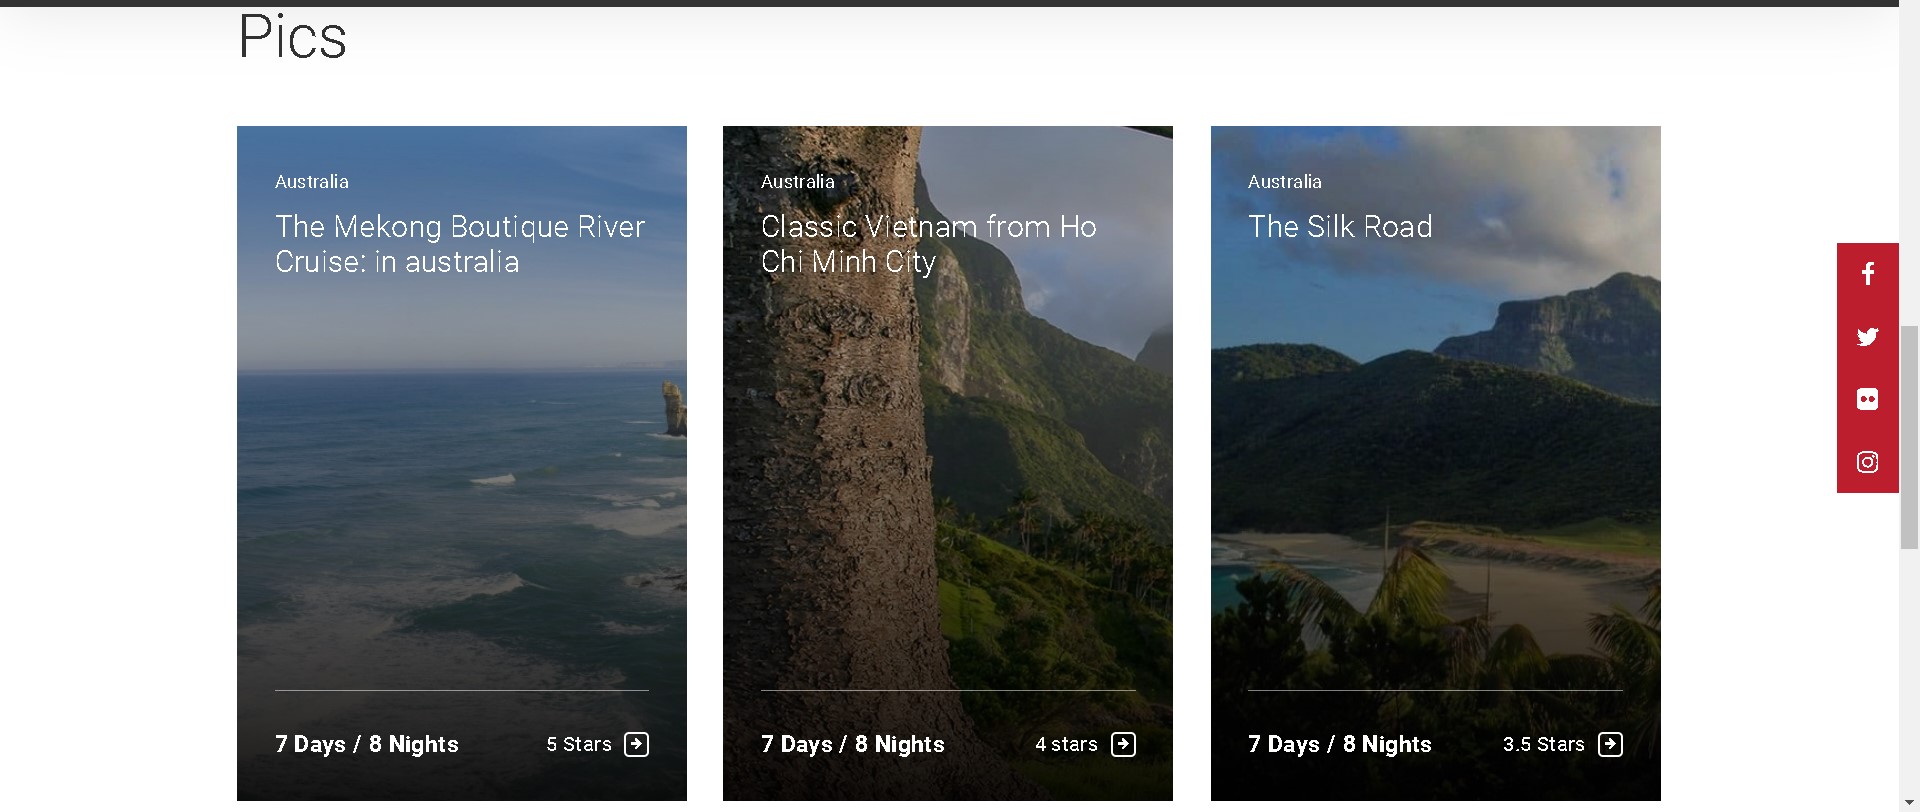 Pics
Australia
The Mekong Boutique River
Cruise: in australia
7 Days / 8 Nights
5 Stars
Australia
Classic Vietnam from Ho
Chi Minh City
7 Days / 8 Nights
4 stars
Australia
The Silk Road
7 Days / 8 Nights
3.5 Stars